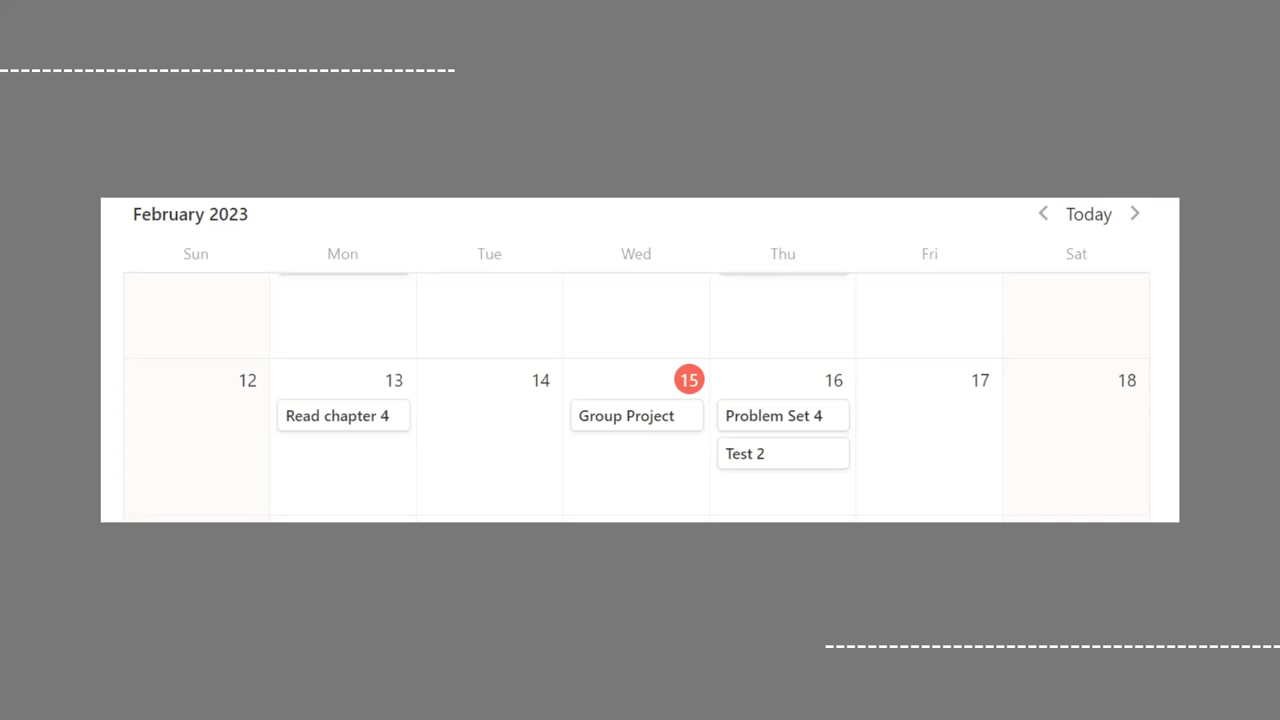 February 2023
Today
Sun Mon Tue Wed Thu Fri Sat
12 13 14 15 16 17 18
Read chapter 4 Group Project Problem Set 4
Test 2